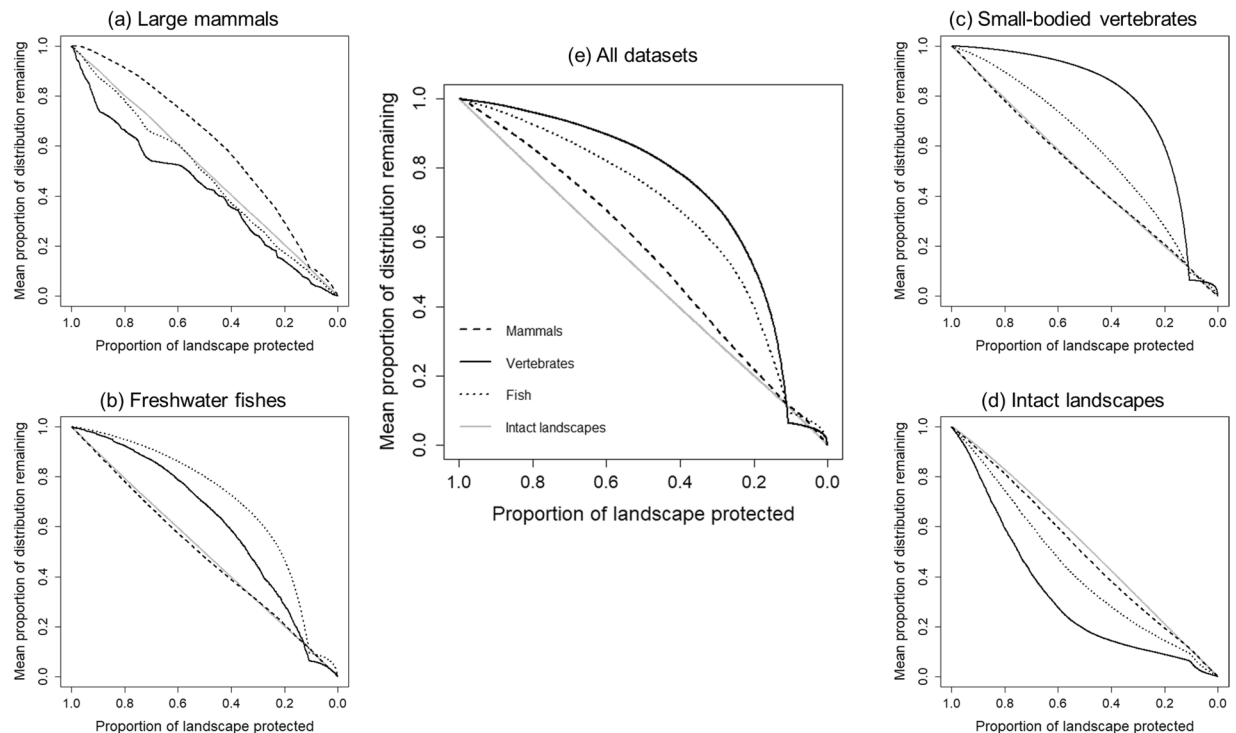 (a) Large mammals
Mean proportion of distribution remaining
1.0
0.8
0.6
0.4
0.2
0.0
1.0 0.8 0.6 0.4 0.2 0.0
Proportion of landscape protected
(b) Freshwater fishes
Mean proportion of distribution remaining
1.0
0.8
0.6
0.4
0.2
0.0
1.0 0.8 0.6 0.4 0.2 0.0
Proportion of landscape protected
(e) All datasets
Mean proportion of distribution remaining
1.0
0.8
0.6
0.4
0.2
0.0
Mammals
Vertebrates
Fish
Intact landscapes
1.0 0.8 0.6 0.4 0.2 0.0
Proportion of landscape protected
(c) Small-bodied vertebrates
Mean proportion of distribution remaining
1.0
0.8
0.6
0.4
0.2
0.0
1.0 0.8 0.6 0.4 0.2 0.0
Proportion of landscape protected
(d) Intact landscapes
Mean proportion of distribution remaining
1.0
0.8
0.6
0.4
0.2
0.0
1.0 0.8 0.6 0.4 0.2 0.0
Proportion of landscape protected